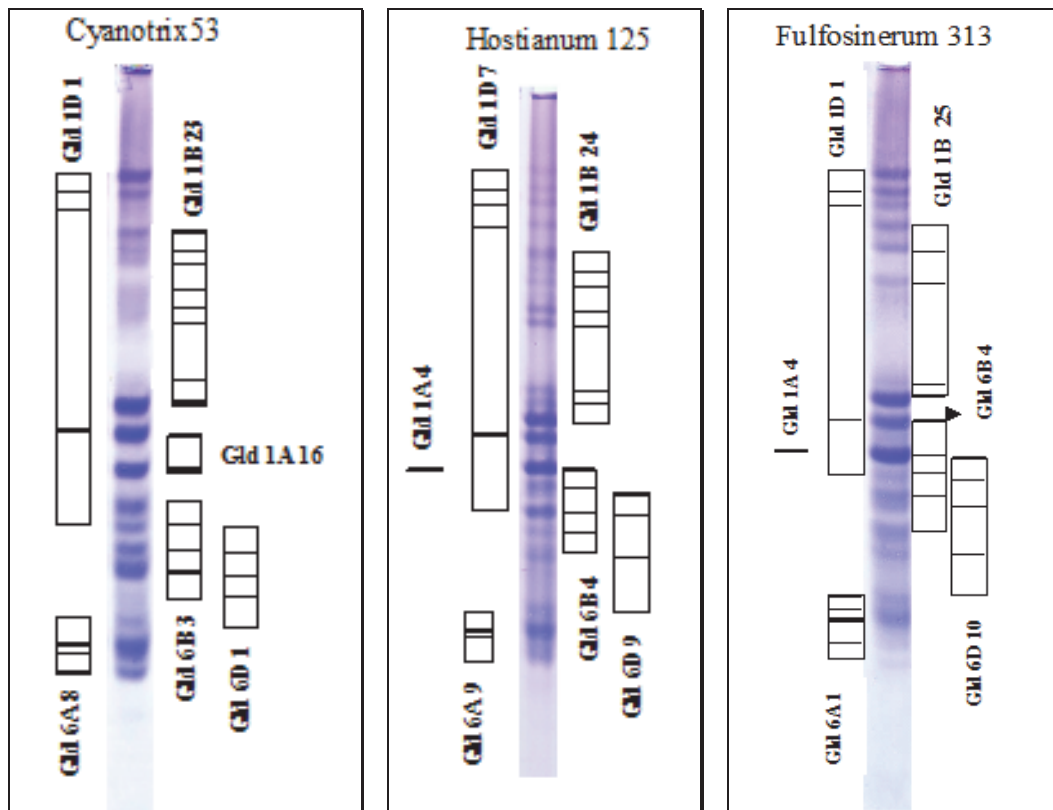 Cyanotrix 53
Gld 1D 1
Gld 1B 23
Gld 1A 16
Gld 6B 3
Gld 6D 1
Gld 6A 8
Hostianum 125
Gld 1D 7
Gld 1B 24
Gld 1A 4
Gld 6B 4
Gld 6D 9
Gld 6A 9
Fulfosinerum 313
Gld 1D 1
Gld 1B 25
Gld 6B 4
Gld 1A 4
Gld 6D 10
Gld 6A1